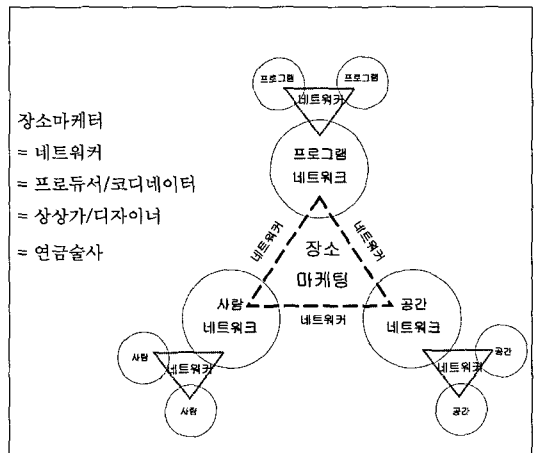 프로그램
프로그램
네트워커
프로그램
네트워크
장소마케터
= 네트워커
= 프로듀서/코디네이터
= 상상가/디자이너
= 연금술사
네트워커
네트워커
장소
마케팅
네트워커
사람
네트워크
공간
네트워크
사람
네트워커
사람
공간
네트워커
공간